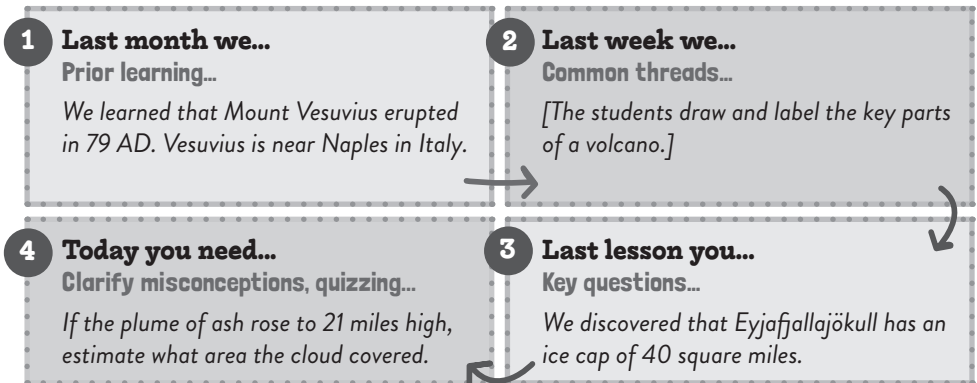 1 Last month we...
Prior learning...
We learned that Mount Vesuvius erupted
in 79 AD. Vesuvius is near Naples in Italy.
2 Last week we...
Common threads...
[The students draw and label the key parts
of a volcano.]
3 Last lesson you...
Key questions...
We discovered that Eyjafjallajökull has an
ice cap of 40 square miles.
4 Today you need...
Clarify misconceptions, quizzing...
If the plume of ash rose to 21 miles high,
estimate what area the cloud covered.